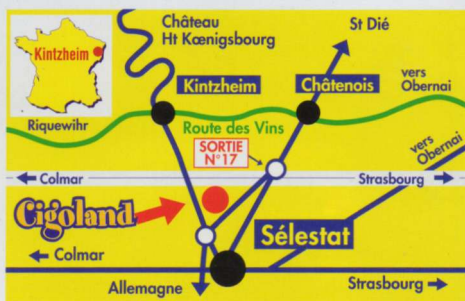 Château
Ht Kœnigsbourg
St Dié
Kintzheim
Kintzheim
Châtenois
vers
Obernai
Riquewihr
Route des Vins
SORTIE
N°17
vers
Obernai
Colmar
Strasbourg
Cigoland
Sélestat
Colmar
Allemagne
Strasbourg